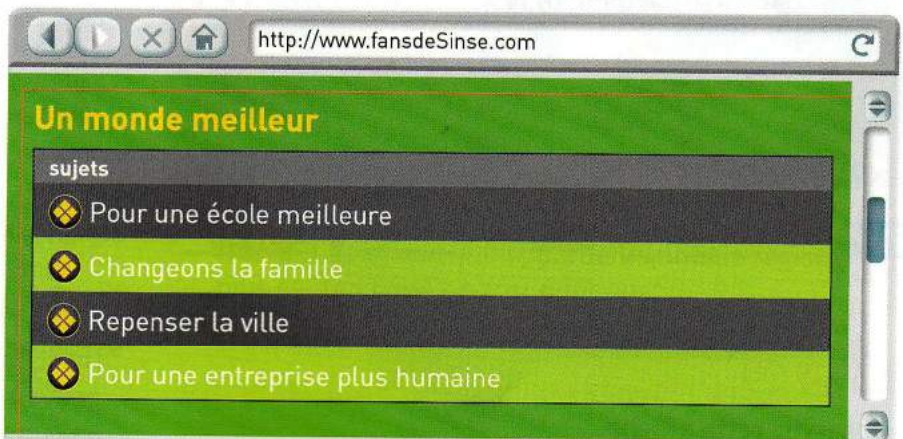 http://www.fansdeSinse.com
Un monde meilleur
sujets
Pour une école meilleure
Changeons la famille
Repenser la ville
Pour une entreprise plus humaine